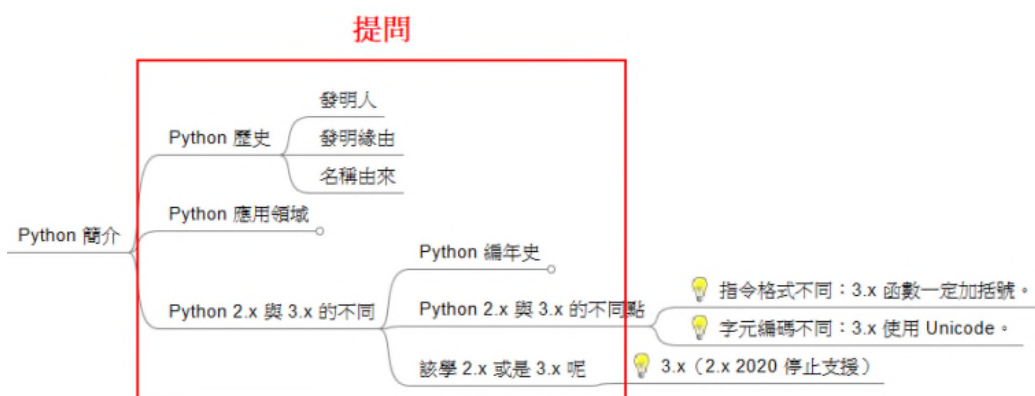 提問
Python 簡介
Python 歷史
發明人
發明緣由
名稱由來
Python 應用領域
Python 2.x 與 3.x 的不同
Python 編年史
Python 2.x 與 3.x 的不同點
指令格式不同：3.x 函數一定加括號。
字元編碼不同：3.x 使用 Unicode。
該學 2.x 或是 3.x 呢
3.x（2.x 2020 停止支援）